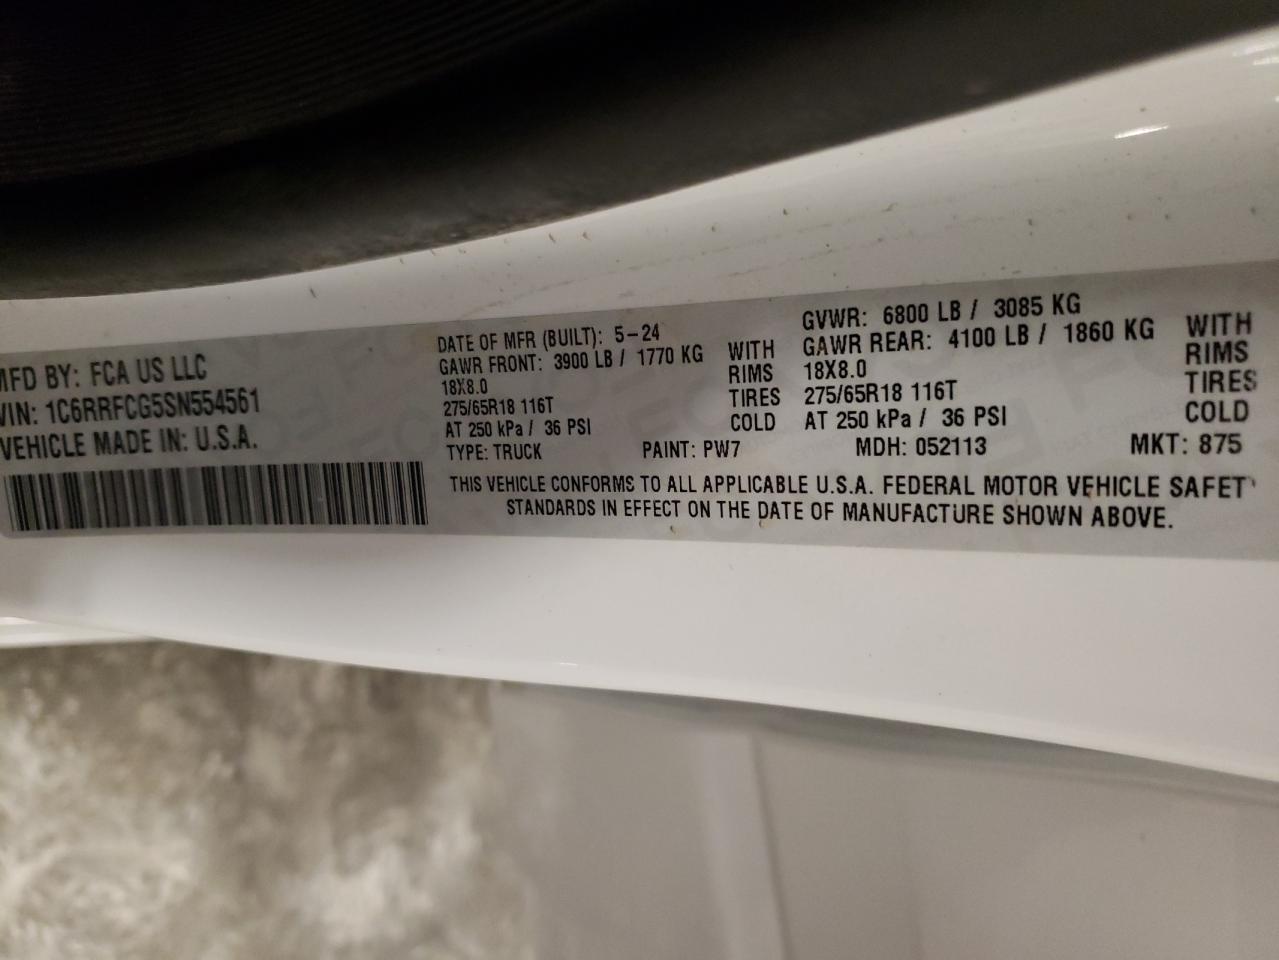 MFD BY: FCA US LLC
VIN: 1C6RRFCG5SN554561
VEHICLE MADE IN: U.S.A.
DATE OF MFR (BUILT): 5-24
GAWR FRONT: 3900 LB / 1770 KG WITH
18X8.0 RIMS
275/65R18 116T TIRES
AT 250 kPa / 36 PSI COLD
GVWR: 6800 LB / 3085 KG
GAWR REAR: 4100 LB / 1860 KG WITH
18X8.0 RIMS
275/65R18 116T TIRES
AT 250 kPa / 36 PSI COLD
TYPE: TRUCK PAINT: PW7 MDH: 052113 MKT: 875
THIS VEHICLE CONFORMS TO ALL APPLICABLE U.S.A. FEDERAL MOTOR VEHICLE SAFETY
STANDARDS IN EFFECT ON THE DATE OF MANUFACTURE SHOWN ABOVE.